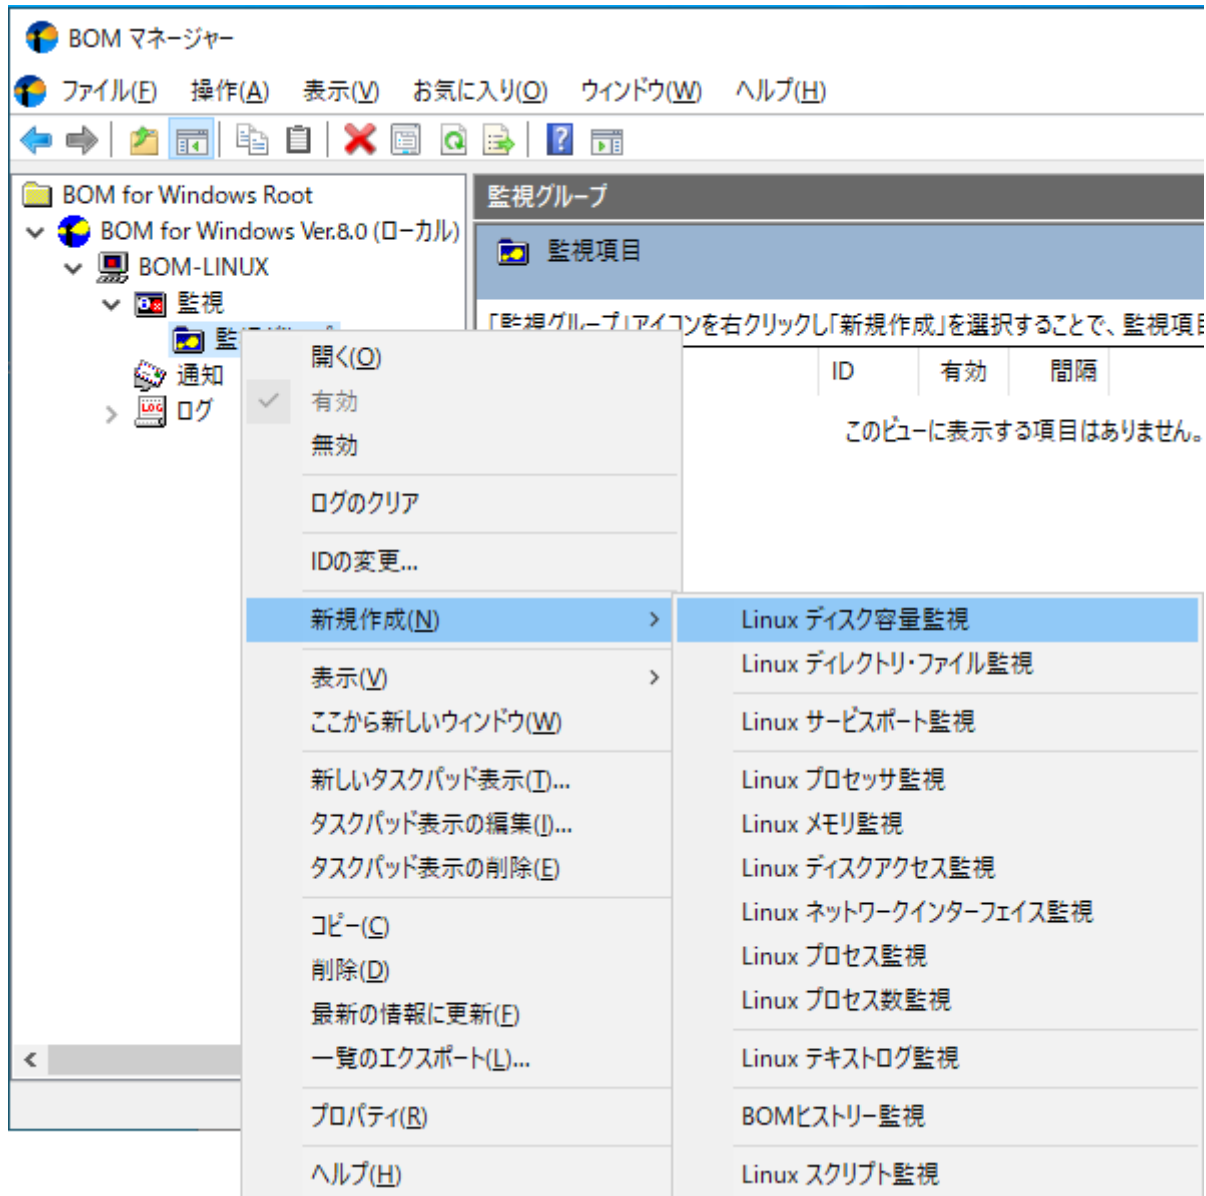 BOM マネージャー
ファイル(F) 操作(A) 表示(V) お気に入り(O) ウィンドウ(W) ヘルプ(H)
BOM for Windows Root
BOM for Windows Ver.8.0 (ローカル)
BOM-LINUX
監視
監
通知
ログ
監視グループ
監視項目
「監視グループ」アイコンを右クリックし「新規作成」を選択することで、監視項目
ID 有効 間隔
このビューに表示する項目はありません。
開く(O)
有効
無効
ログのクリア
IDの変更...
新規作成(N)
表示(V)
ここから新しいウィンドウ(W)
新しいタスクパッド表示(T)...
タスクパッド表示の編集(I)...
タスクパッド表示の削除(E)
コピー(C)
削除(D)
最新の情報に更新(F)
一覧のエクスポート(L)...
プロパティ(R)
ヘルプ(H)
Linux ディスク容量監視
Linux ディレクトリ・ファイル監視
Linux サービスポート監視
Linux プロセッサ監視
Linux メモリ監視
Linux ディスクアクセス監視
Linux ネットワークインターフェイス監視
Linux プロセス監視
Linux プロセス数監視
Linux テキストログ監視
BOMヒストリー監視
Linux スクリプト監視